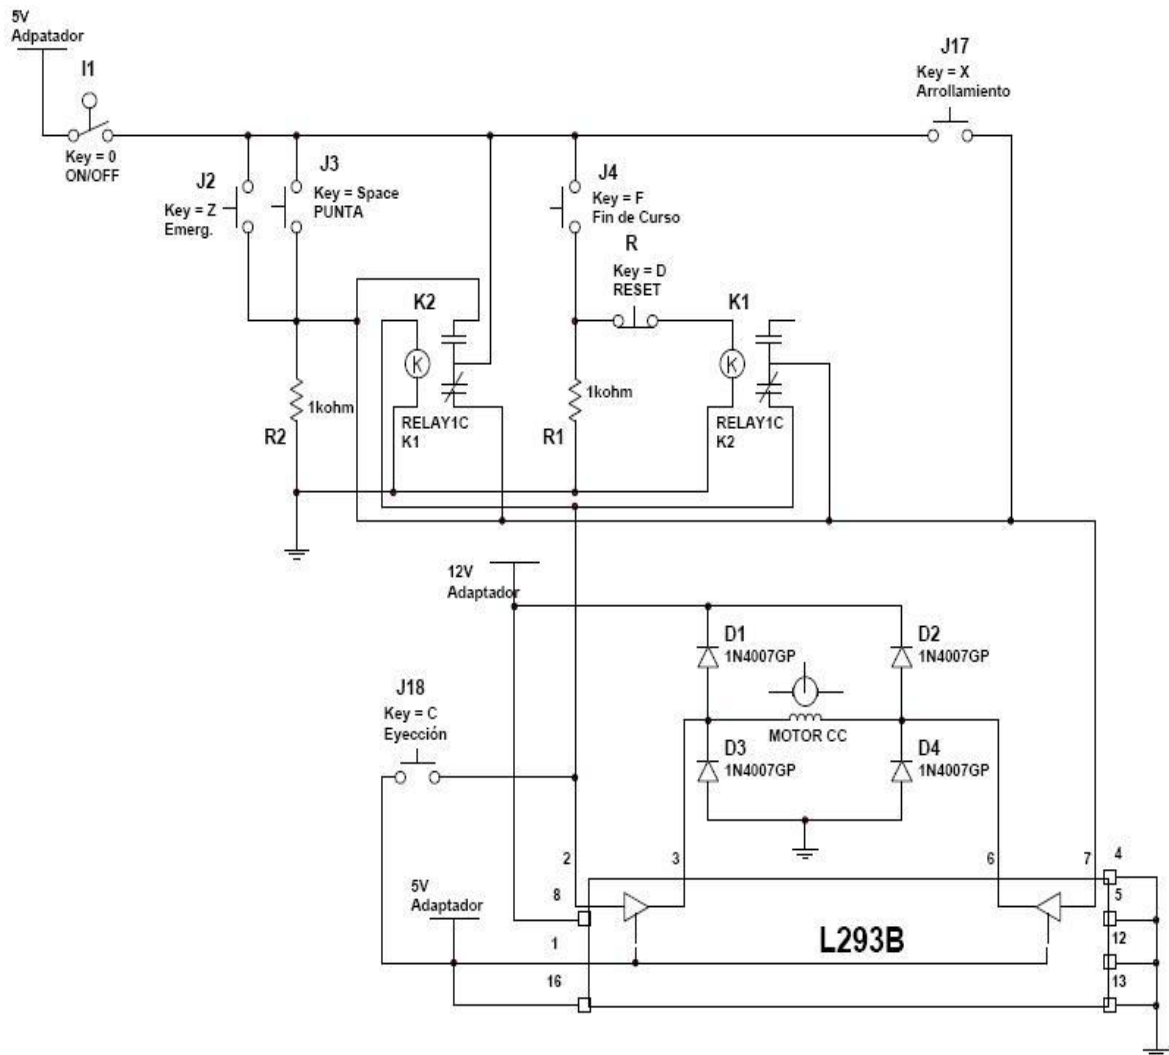 5V
Adpatador
I1
Key = 0
ON/OFF
J17
Key = X
Arrollamiento
J2
Key = Z
Emerg.
J3
Key = Space
PUNTA
J4
Key = F
Fin de Curso
R
Key = D
RESET
K2
K
RELAY1C
K1
K1
K
RELAY1C
K2
1kohm
R2
1kohm
R1
12V
Adaptador
D1
1N4007GP
D2
1N4007GP
MOTOR CC
D3
1N4007GP
D4
1N4007GP
J18
Key = C
Eyección
5V
Adaptador
2
3
6
7
4
8
5
1
12
16
13
L293B